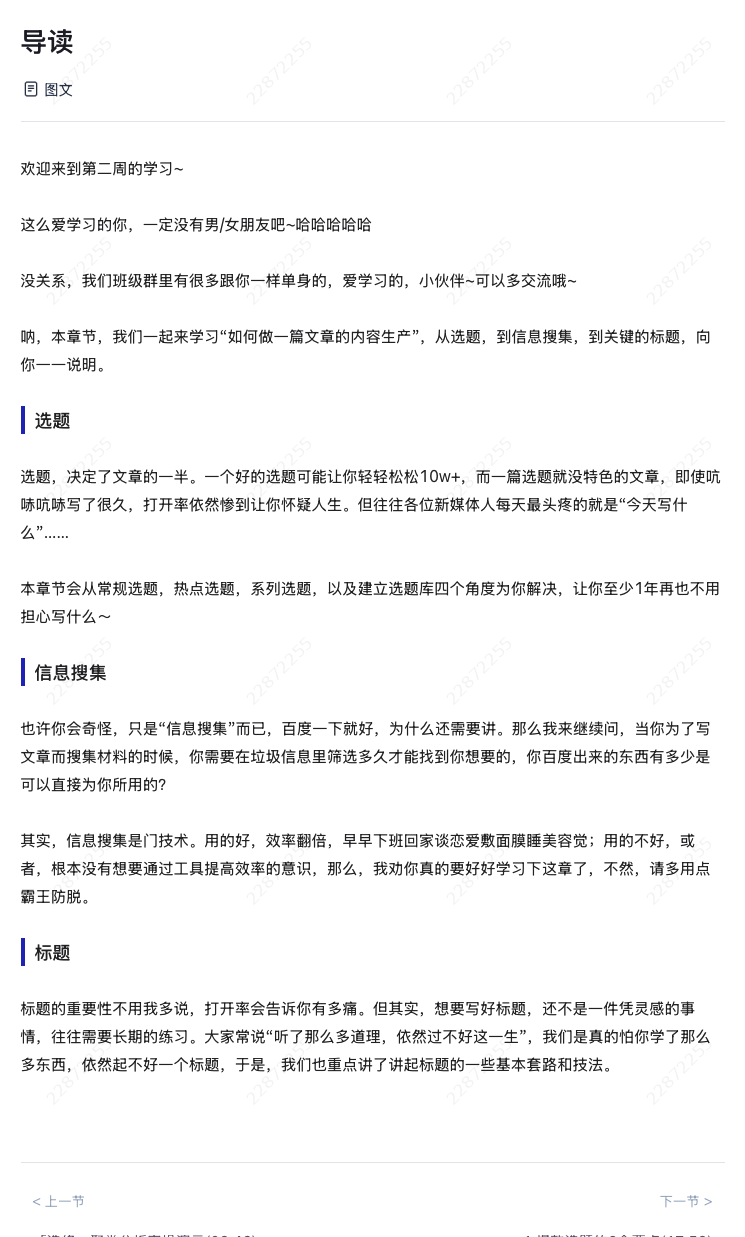 导读
图文
欢迎来到第二周的学习~
这么爱学习的你，一定没有男/女朋友吧~哈哈哈哈哈
没关系，我们班级群里有很多跟你一样单身的，爱学习的，小伙伴~可以多交流哦~
呐，本章节，我们一起来学习“如何做一篇文章的内容生产”，从选题，到信息搜集，到关键的标题，向
你一一说明。
选题
选题，决定了文章的一半。一个好的选题可能让你轻轻松松10w+，而一篇选题就没特色的文章，即使吭
哧吭哧写了很久，打开率依然惨到让你怀疑人生。但往往各位新媒体人每天最头疼的就是“今天写什
么”……
本章节会从常规选题，热点选题，系列选题，以及建立选题库四个角度为你解决，让你至少1年再也不用
担心写什么～
信息搜集
也许你会奇怪，只是“信息搜集”而已，百度一下就好，为什么还需要讲。那么我来继续问，当你为了写
文章而搜集材料的时候，你需要在垃圾信息里筛选多久才能找到你想要的，你百度出来的东西有多少是
可以直接为你所用的？
其实，信息搜集是门技术。用的好，效率翻倍，早早下班回家谈恋爱敷面膜睡美容觉；用的不好，或
者，根本没有想要通过工具提高效率的意识，那么，我劝你真的要好好学习下这章了，不然，请多用点
霸王防脱。
标题
标题的重要性不用我多说，打开率会告诉你有多痛。但其实，想要写好标题，还不是一件凭灵感的事
情，往往需要长期的练习。大家常说“听了那么多道理，依然过不好这一生”，我们是真的怕你学了那么
多东西，依然起不好一个标题，于是，我们也重点讲了讲起标题的一些基本套路和技法。
< 上一节
下一节 >
22872255